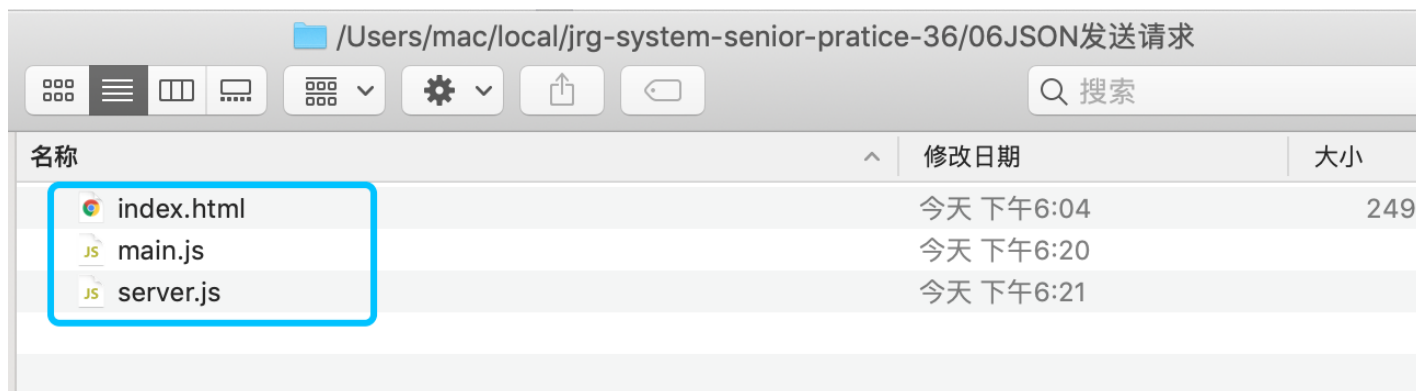 /Users/mac/local/jrg-system-senior-pratice-36/06JSON发送请求
搜索
名称 修改日期 大小
index.html 今天 下午6:04 249
JS main.js 今天 下午6:20
JS server.js 今天 下午6:21